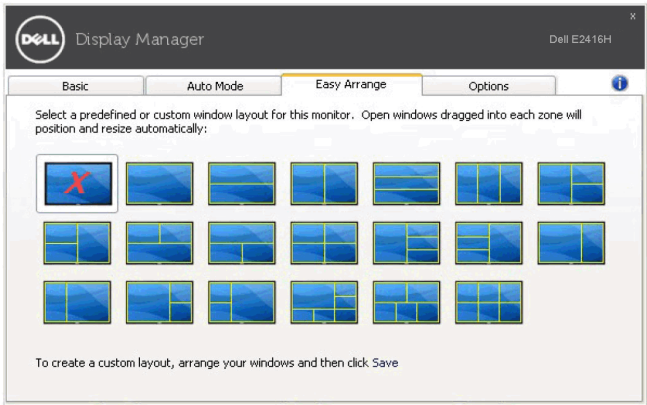 x
DELL
Display Manager
Dell E2416H
Basic
Auto Mode
Easy Arrange
Options
i
Select a predefined or custom window layout for this monitor. Open windows dragged into each zone will
position and resize automatically:
X
To create a custom layout, arrange your windows and then click Save